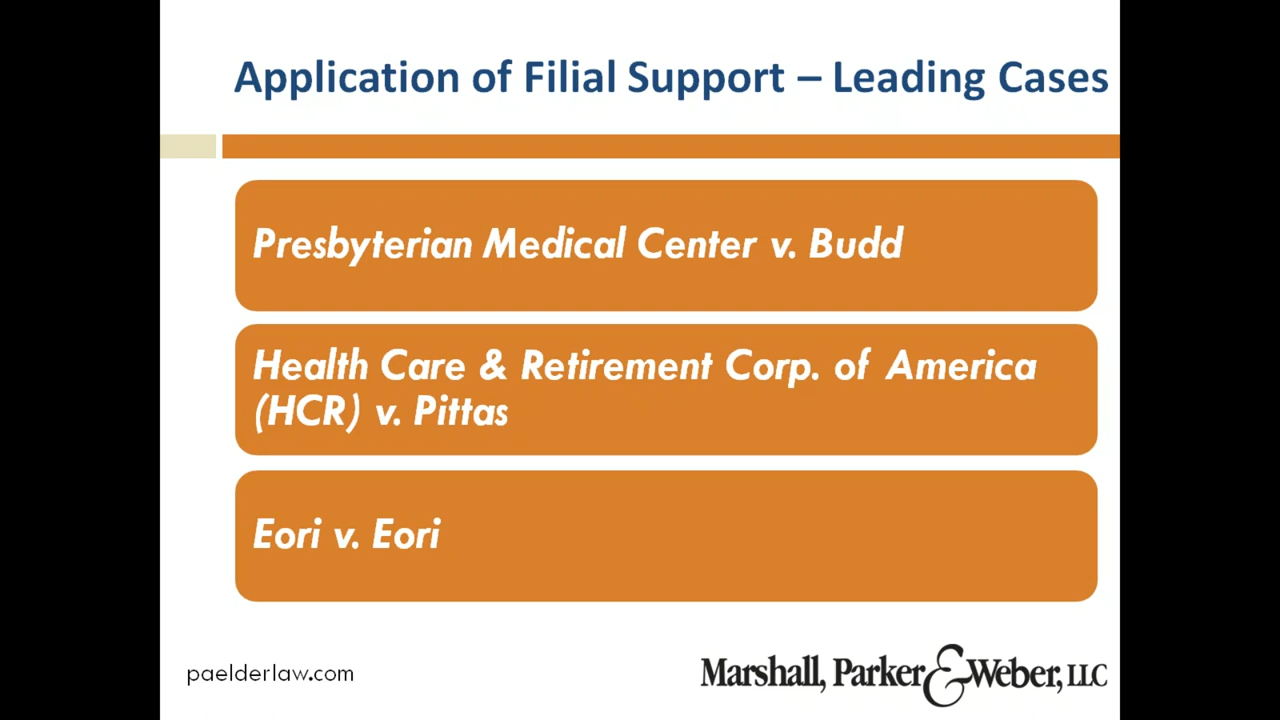 Application of Filial Support – Leading Cases
Presbyterian Medical Center v. Budd
Health Care & Retirement Corp. of America
(HCR) v. Pittas
Eori v. Eori
paelderlaw.com
Marshall, Parker & Weber, LLC